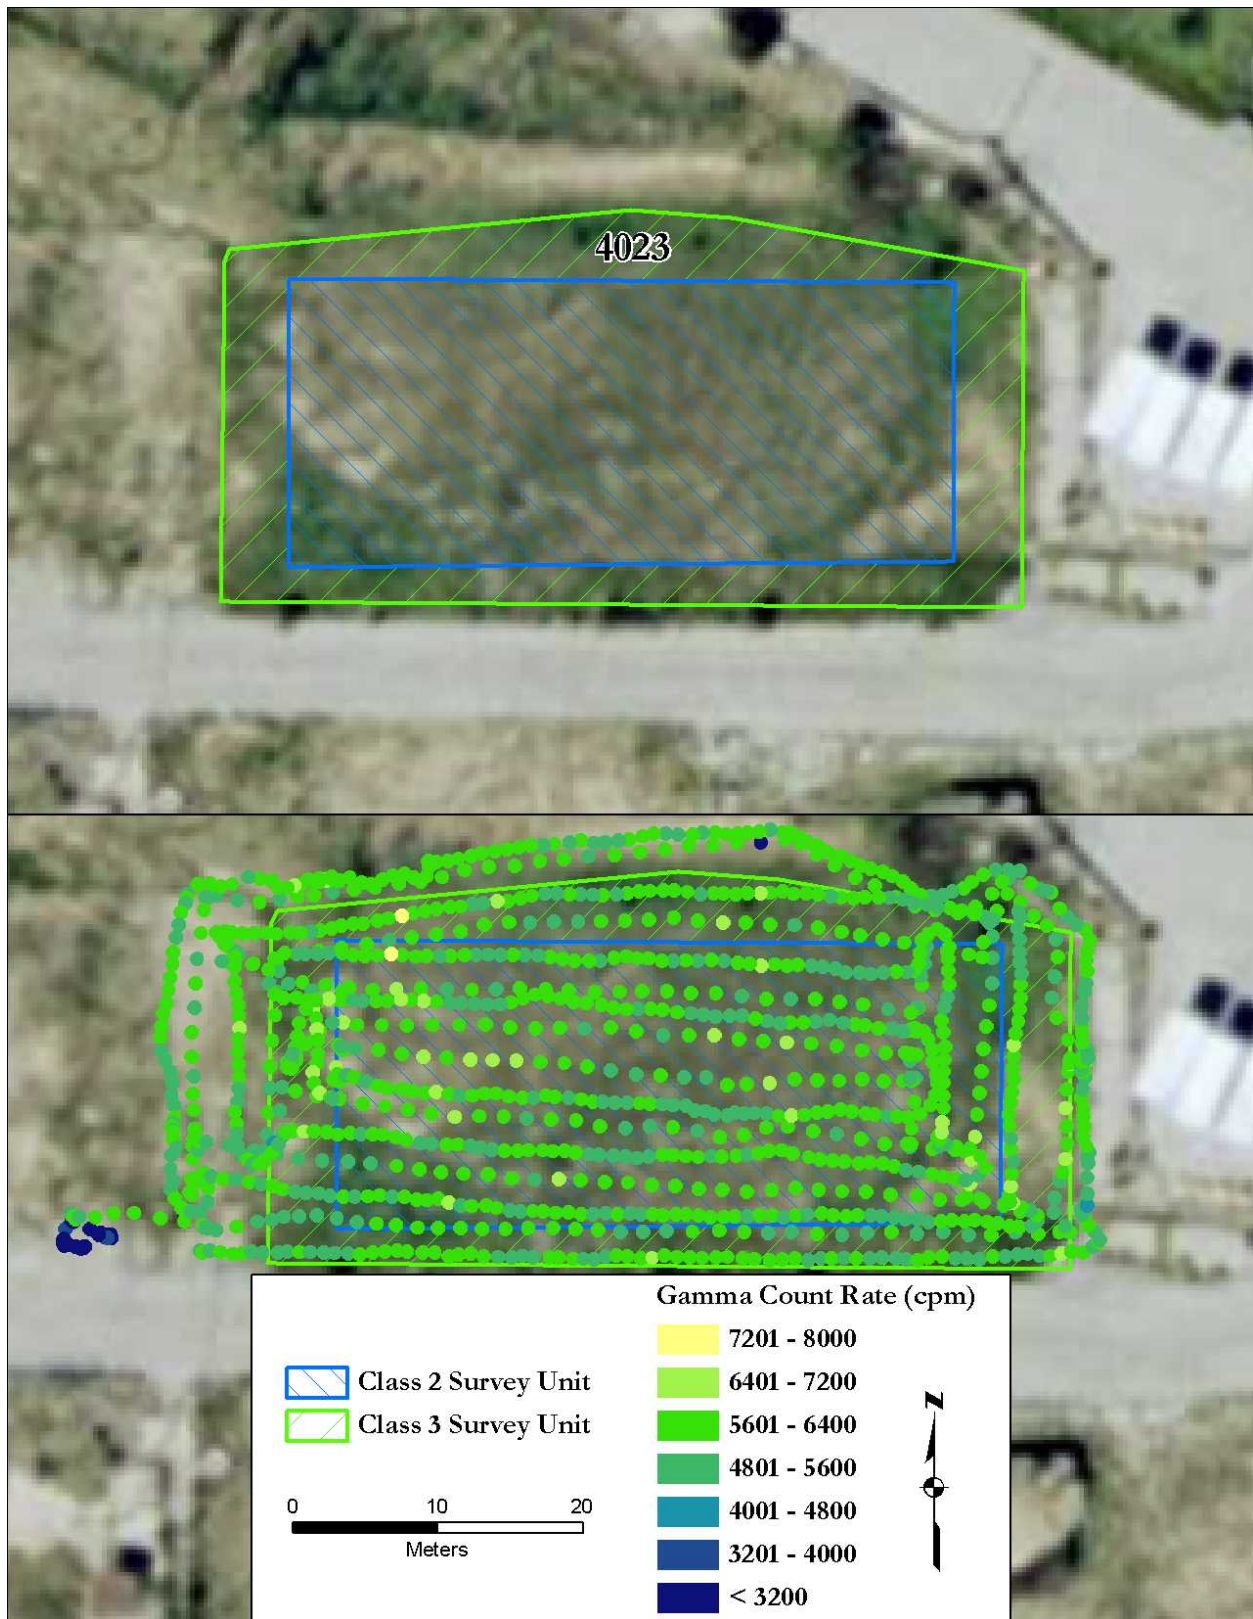 4023
Gamma Count Rate (cpm)
7201 - 8000
6401 - 7200
5601 - 6400
4801 - 5600
4001 - 4800
3201 - 4000
< 3200
Class 2 Survey Unit
Class 3 Survey Unit
0 10 20
Meters
N